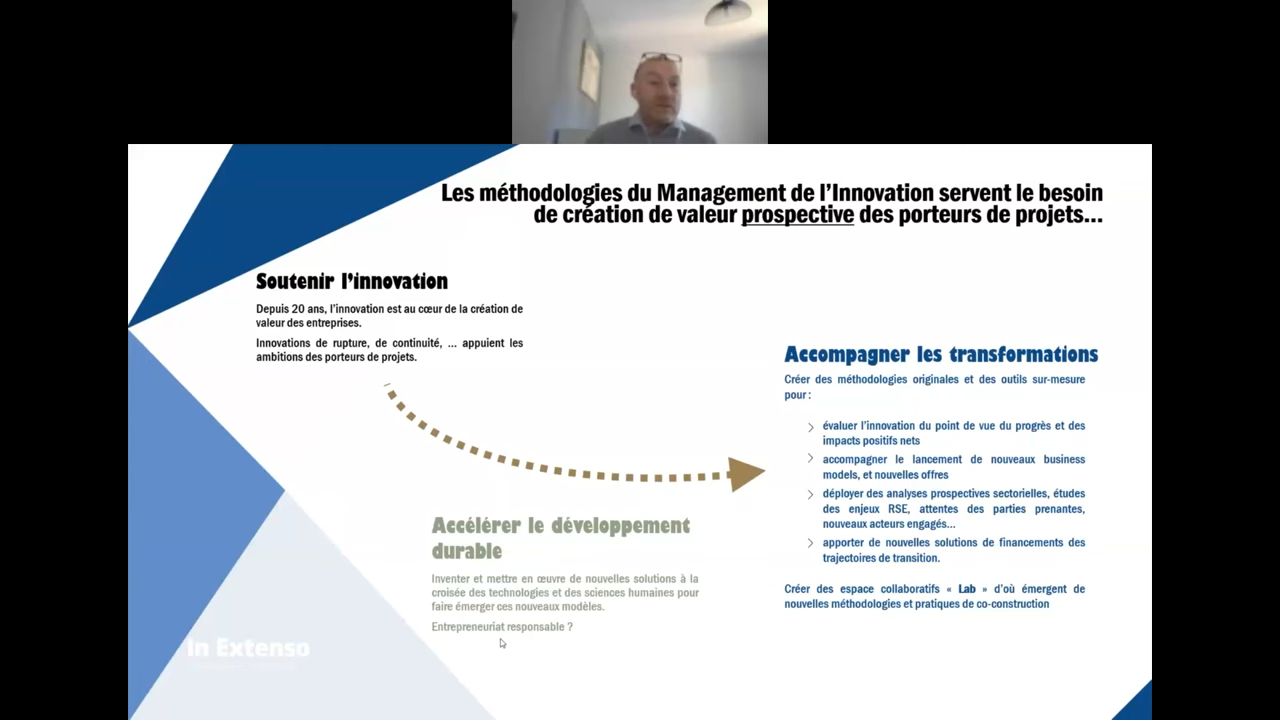 Les méthodologies du Management de l'Innovation servent le besoin
de création de valeur prospective des porteurs de projets...
Soutenir l'innovation
Depuis 20 ans, l'innovation est au cœur de la création de
valeur des entreprises.
Innovations de rupture, de continuité, ... appuient les
ambitions des porteurs de projets.
Accélérer le développement
durable
Inventer et mettre en œuvre de nouvelles solutions à la
croisée des technologies et des sciences humaines pour
faire émerger ces nouveaux modèles.
Entrepreneuriat responsable ?
Accompagner les transformations
Créer des méthodologies originales et des outils sur-mesure
pour :
évaluer l'innovation du point de vue du progrès et des
impacts positifs nets
accompagner le lancement de nouveaux business
models, et nouvelles offres
déployer des analyses prospectives sectorielles, études
des enjeux RSE, attentes des parties prenantes,
nouveaux acteurs engagés...
apporter de nouvelles solutions de financements des
trajectoires de transition.
Créer des espace collaboratifs « Lab » d'où émergent de
nouvelles méthodologies et pratiques de co-construction
In Extenso